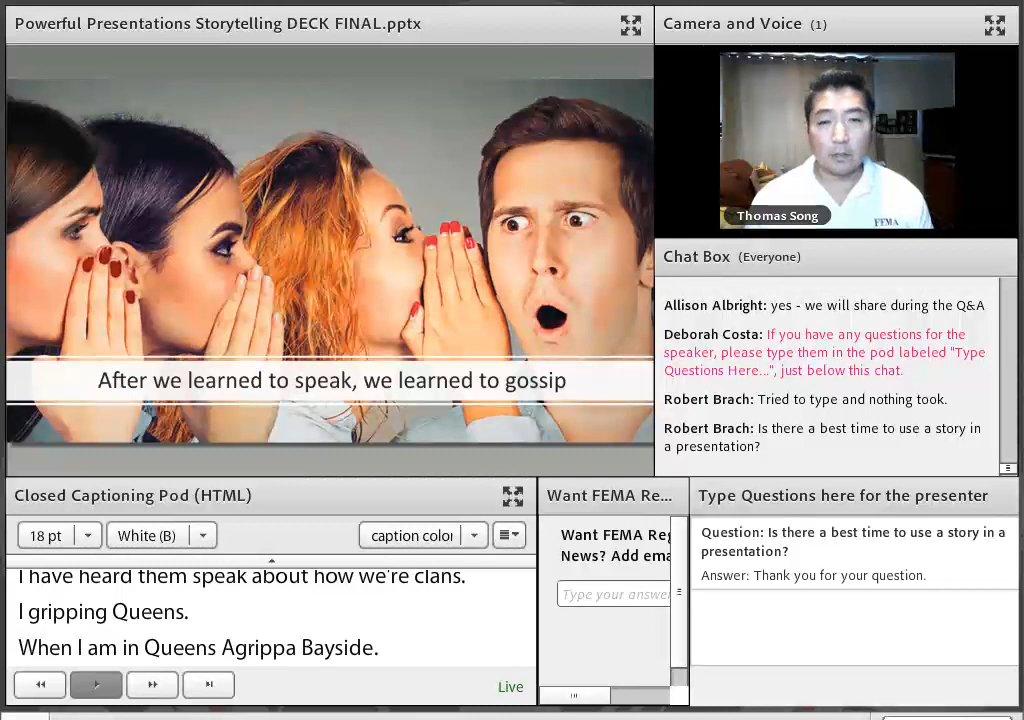 Powerful Presentations Storytelling DECK FINAL.pptx
After we learned to speak, we learned to gossip
Camera and Voice (1)
FEMA
Thomas Song
Chat Box (Everyone)
Allison Albright: yes - we will share during the Q&A
Deborah Costa: If you have any questions for the
speaker, please type them in the pod labeled "Type
Questions Here...", just below this chat.
Robert Brach: Tried to type and nothing took.
Robert Brach: Is there a best time to use a story in
a presentation?
Closed Captioning Pod (HTML)
18 pt
White (B)
caption color
I have heard them speak about how we're clans.
I gripping Queens.
When I am in Queens Agrippa Bayside.
Live
Want FEMA Re...
Want FEMA Reg
News? Add ema
Type your answer
Type Questions here for the presenter
Question: Is there a best time to use a story in a
presentation?
Answer: Thank you for your question.